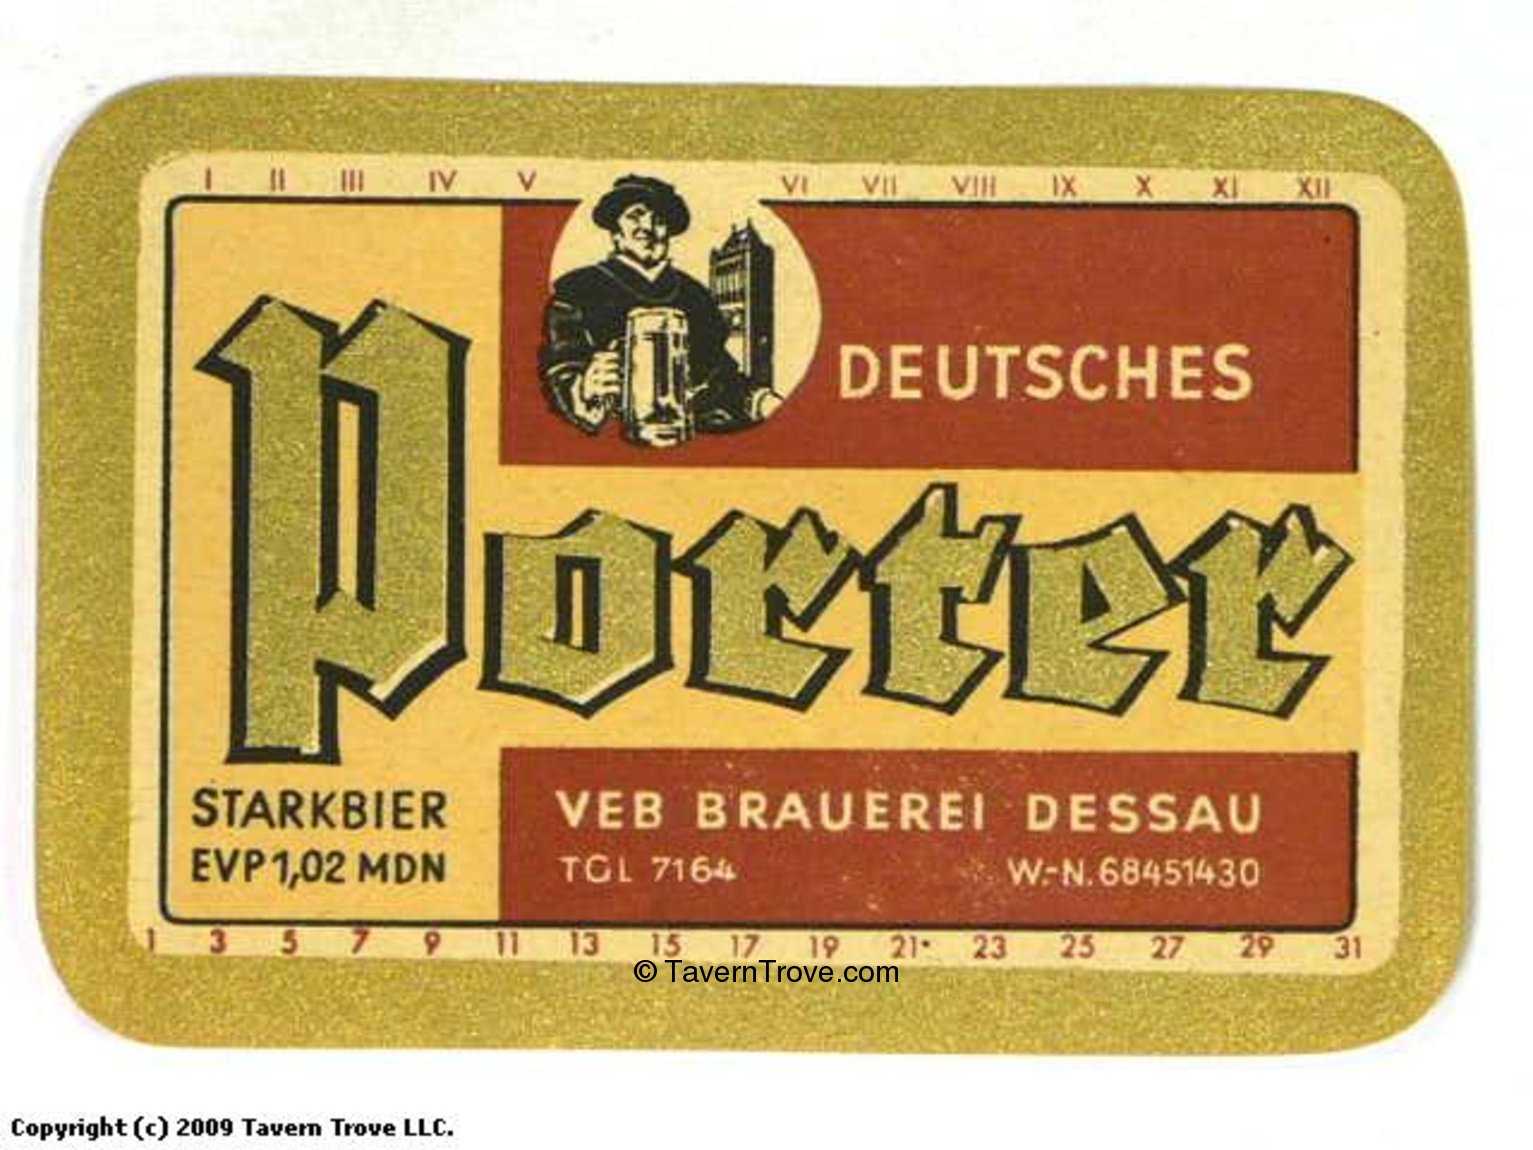 I II III IV V VI VII VIII IX X XI XII
DEUTSCHES
Porter
STARKBIER
EVP 1,02 MDN
VEB BRAUEREI DESSAU
TGL 7164 W.-N. 68451430
1 3 5 7 9 11 13 15 17 19 21 23 25 27 29 31
© TavernTrove.com
Copyright (c) 2009 Tavern Trove LLC.